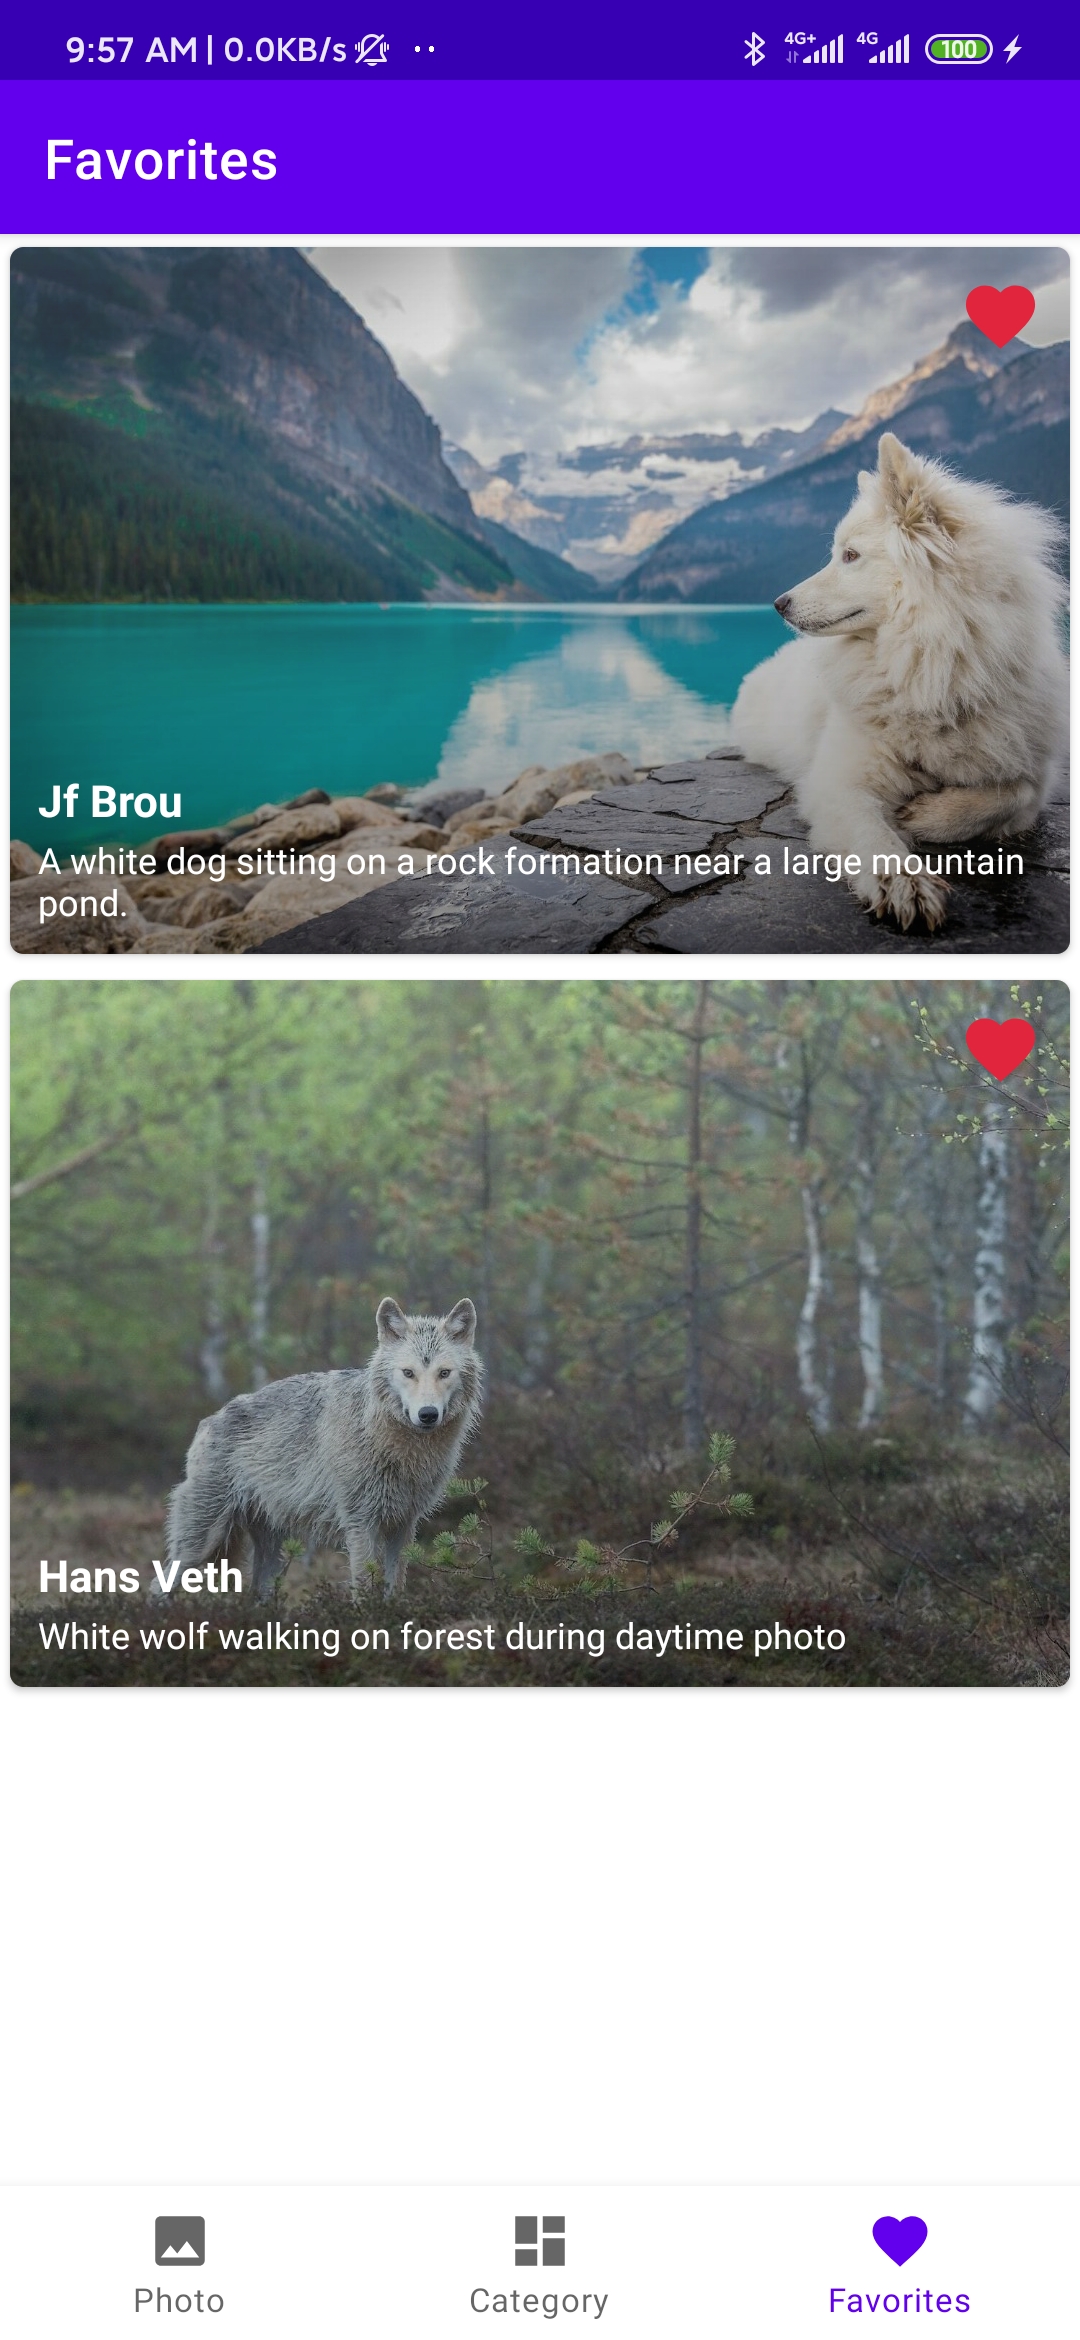 9:57 AM | 0.0KB/s
4G+ 4G 100
Favorites
Jf Brou
A white dog sitting on a rock formation near a large mountain
pond.
Hans Veth
White wolf walking on forest during daytime photo
Photo Category Favorites